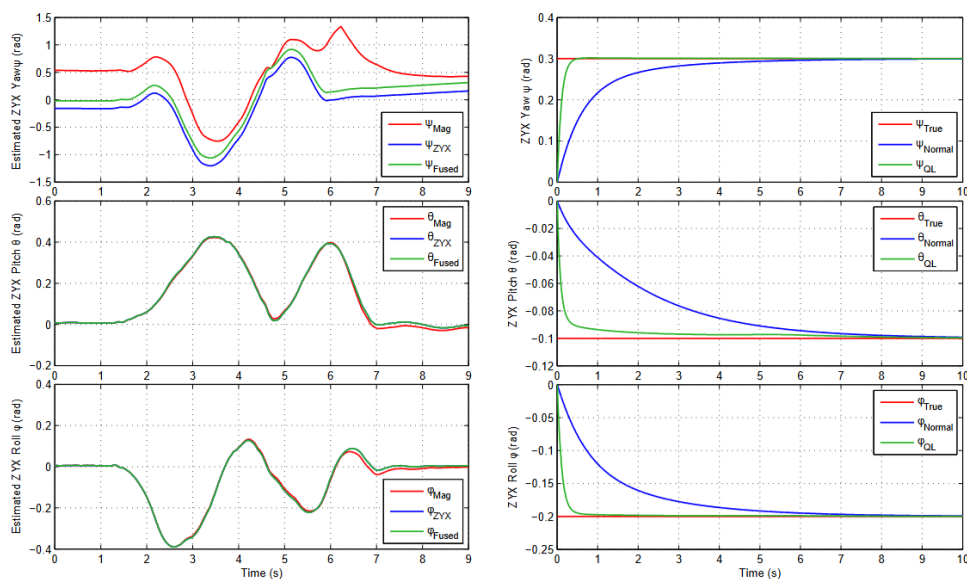 Estimated ZYX Yawψ (rad)
1.5
1
0.5
0
−0.5
−1
1.5
0 1 2 3 4 5 6 7 8 9
ψMag
ψZYX
ψFused
Estimated ZYX Pitch θ (rad)
0.6
0.4
0.2
0
−0.2
0 1 2 3 4 5 6 7 8 9
θMag
θZYX
θFused
Estimated ZYX Roll φ (rad)
0.4
0.2
0
−0.2
−0.4
0 1 2 3 4 5 6 7 8 9
φMag
φZYX
φFused
Time (s)
ZYX Yaw ψ (rad)
0.4
0.3
0.2
0.1
0
0 1 2 3 4 5 6 7 8 9 10
ψTrue
ψNormal
ψQL
ZYX Pitch θ (rad)
0
−0.02
−0.04
−0.06
−0.08
−0.1
−0.12
0 1 2 3 4 5 6 7 8 9 10
θTrue
θNormal
θQL
ZYX Roll φ (rad)
0
−0.05
−0.1
−0.15
−0.2
−0.25
0 1 2 3 4 5 6 7 8 9 10
φTrue
φNormal
φQL
Time (s)